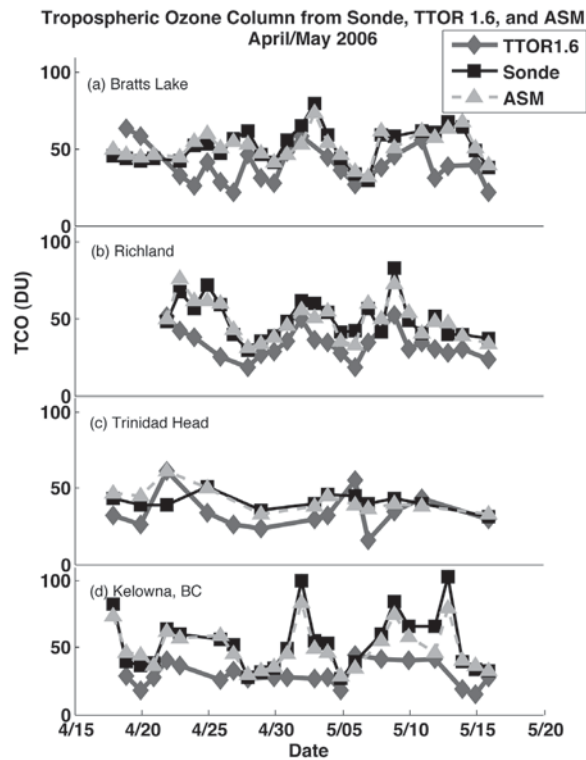 Tropospheric Ozone Column from Sonde, TTOR 1.6, and ASM
April/May 2006
TTOR1.6
Sonde
ASM
(a) Bratts Lake
100
50
0
(b) Richland
100
50
0
(c) Trinidad Head
100
50
0
(d) Kelowna, BC
100
50
0
TCO (DU)
4/15 4/20 4/25 4/30 5/05 5/10 5/15 5/20
Date